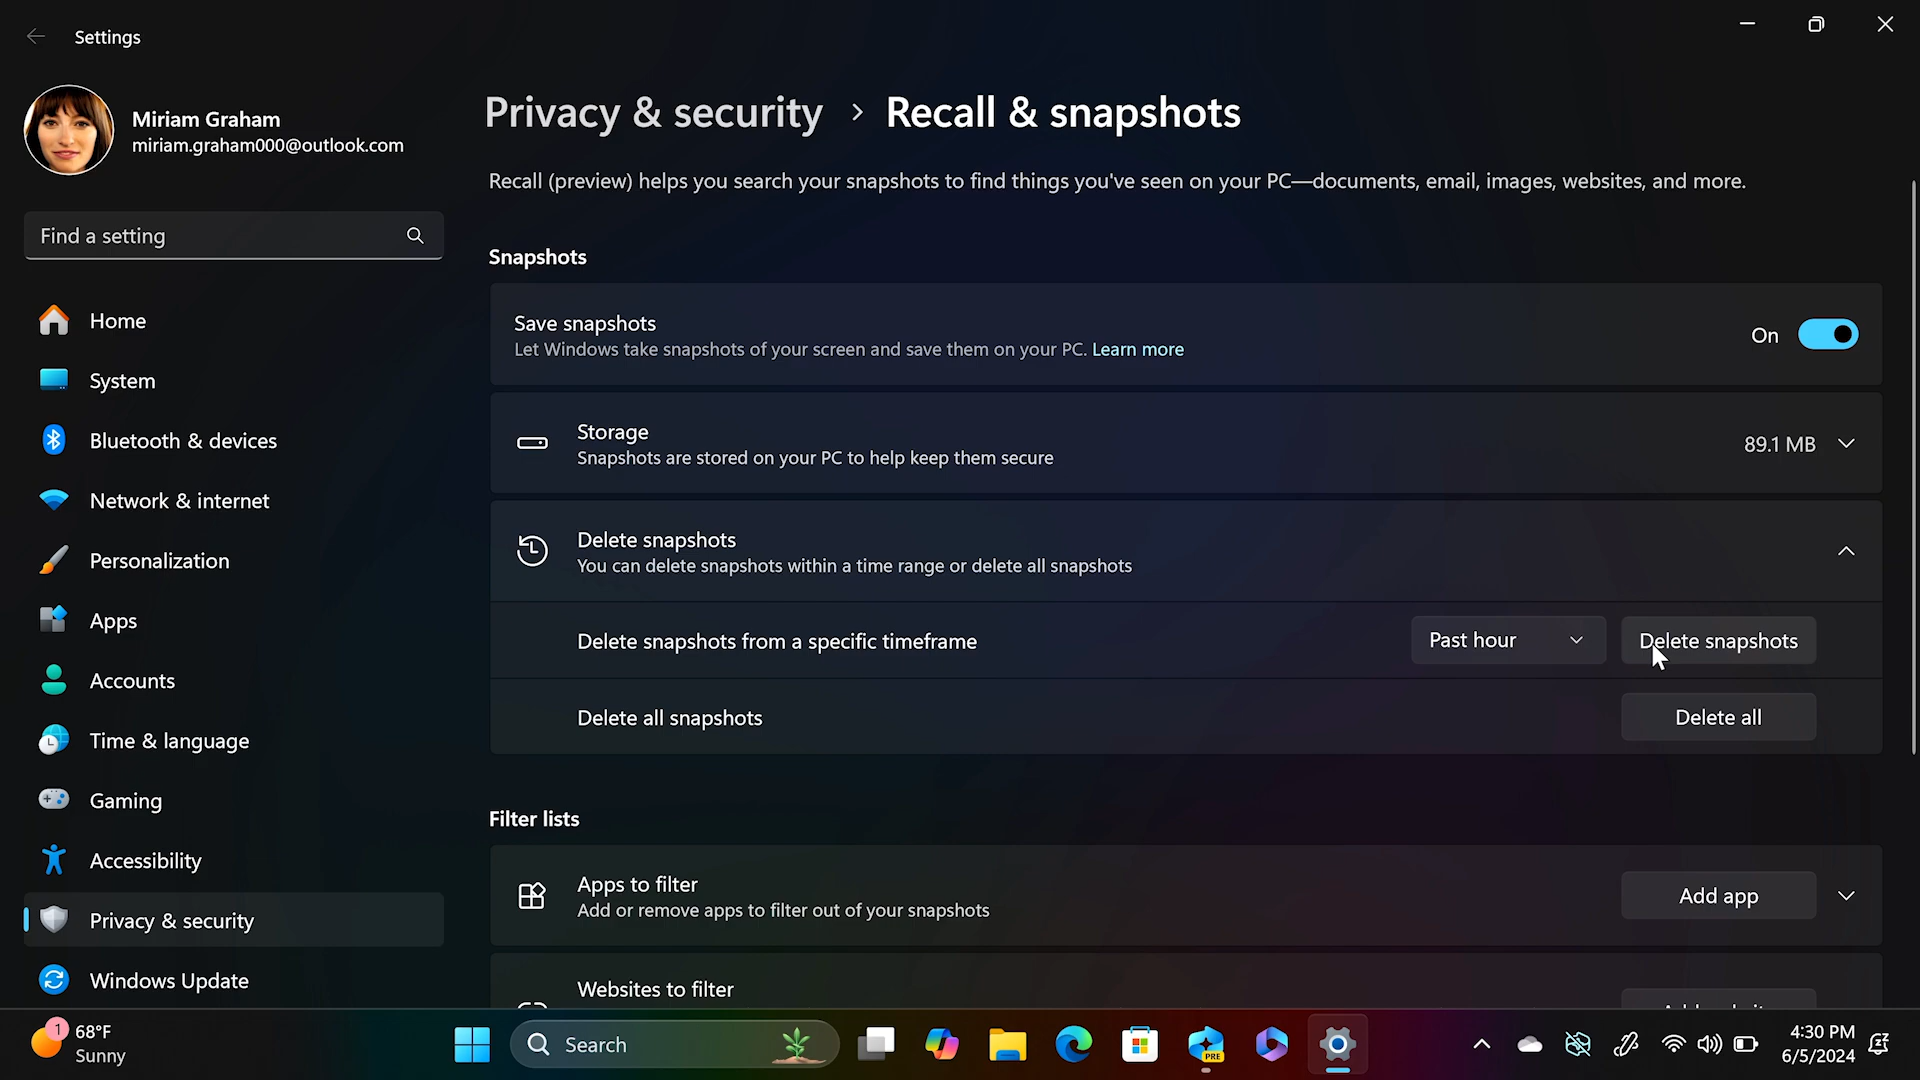 Settings
Miriam Graham
miriam.graham000@outlook.com
Find a setting
Home
System
Bluetooth & devices
Network & internet
Personalization
Apps
Accounts
Time & language
Gaming
Accessibility
Privacy & security
Windows Update
Privacy & security > Recall & snapshots
Recall (preview) helps you search your snapshots to find things you've seen on your PC—documents, email, images, websites, and more.
Snapshots
Save snapshots
Let Windows take snapshots of your screen and save them on your PC. Learn more
On
Storage
Snapshots are stored on your PC to help keep them secure
89.1 MB
Delete snapshots
You can delete snapshots within a time range or delete all snapshots
Delete snapshots from a specific timeframe
Past hour
Delete snapshots
Delete all snapshots
Delete all
Filter lists
Apps to filter
Add or remove apps to filter out of your snapshots
Add app
Websites to filter
1
68°F
Sunny
Search
PRE
4:30 PM
6/5/2024